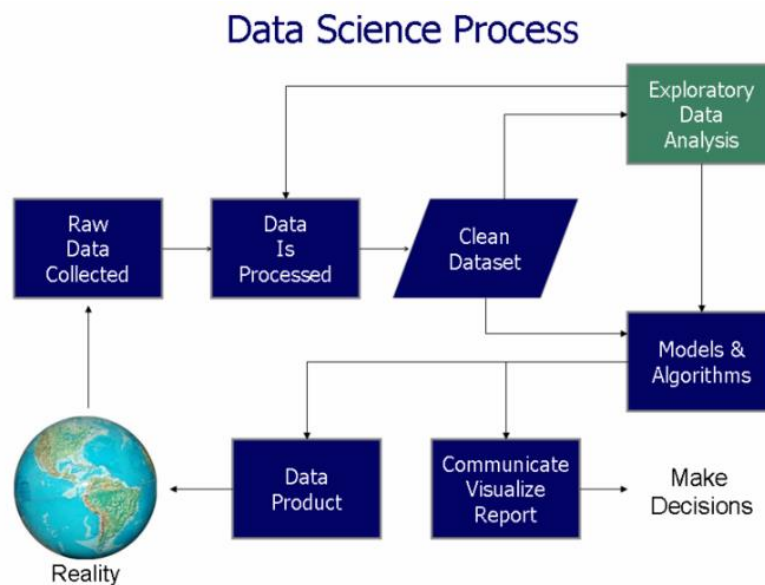 Data Science Process
Exploratory
Data
Analysis
Raw
Data
Collected
Data
Is
Processed
Clean
Dataset
Models &
Algorithms
Data
Product
Communicate
Visualize
Report
Make
Decisions
Reality